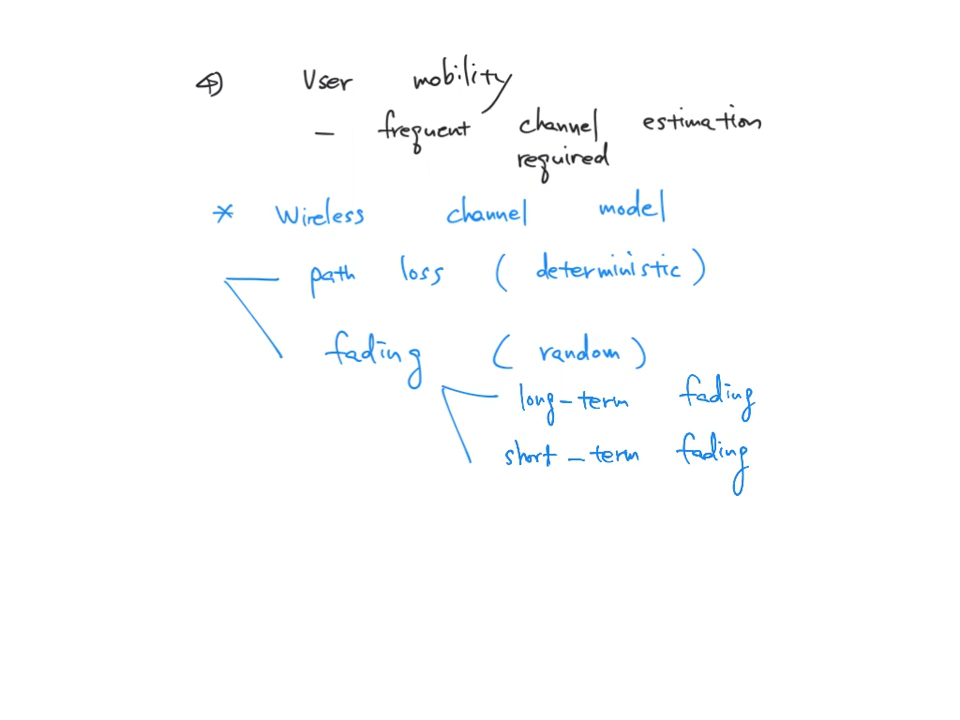 ④ User mobility
- frequent channel estimation
required
* Wireless channel model
path loss (deterministic)
fading (random)
long-term fading
short-term fading